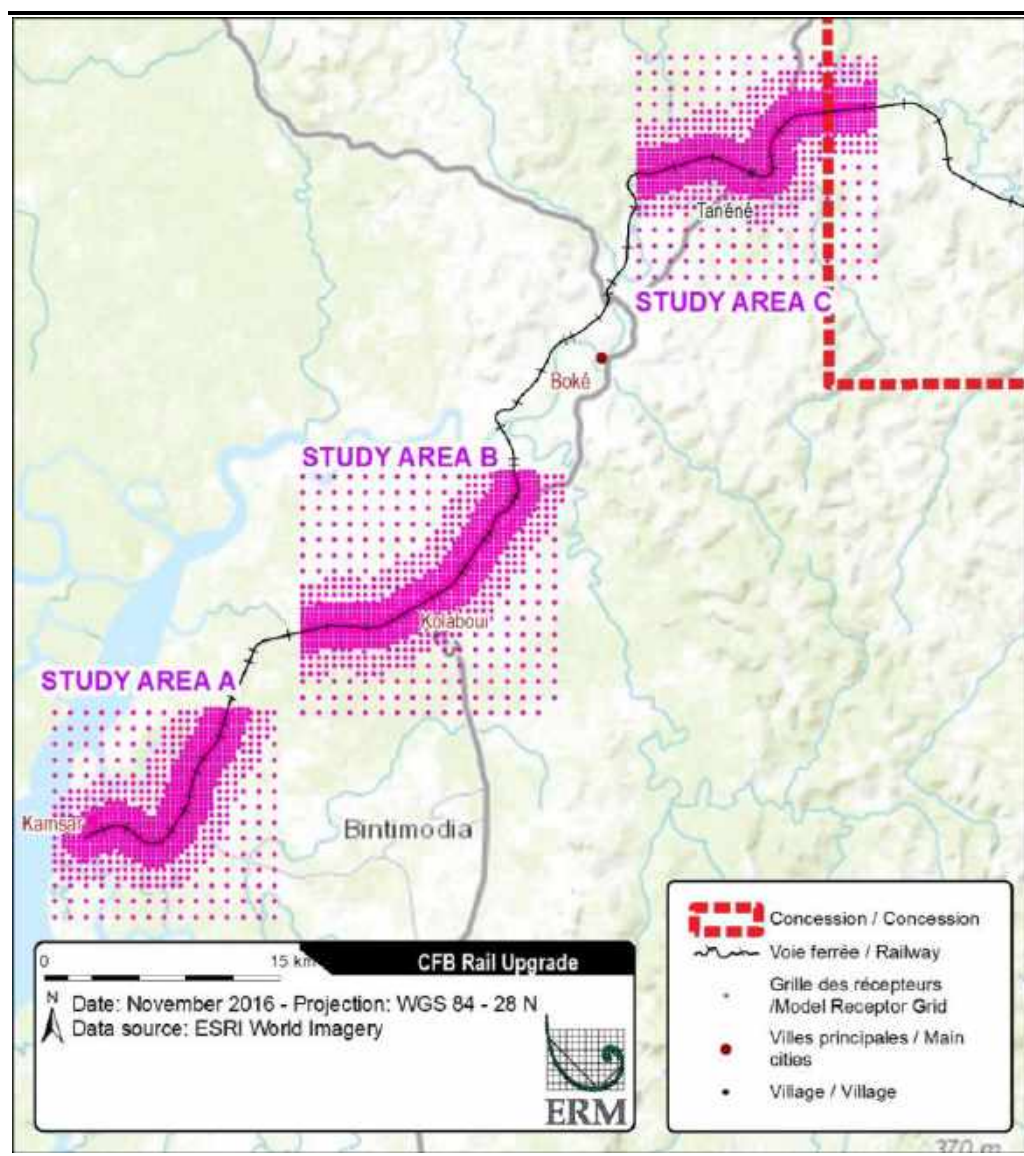 Tanéné
STUDY AREA C
Boké
STUDY AREA B
Kolaboui
STUDY AREA A
Kamsar
Bintimodia
Concession / Concession
Voie ferrée / Railway
Grille des récepteurs
/Model Receptor Grid
Villes principales / Main
cities
Village / Village
0 15 km
CFB Rail Upgrade
N
Date: November 2016 - Projection: WGS 84 - 28 N
Data source: ESRI World Imagery
ERM
370 m